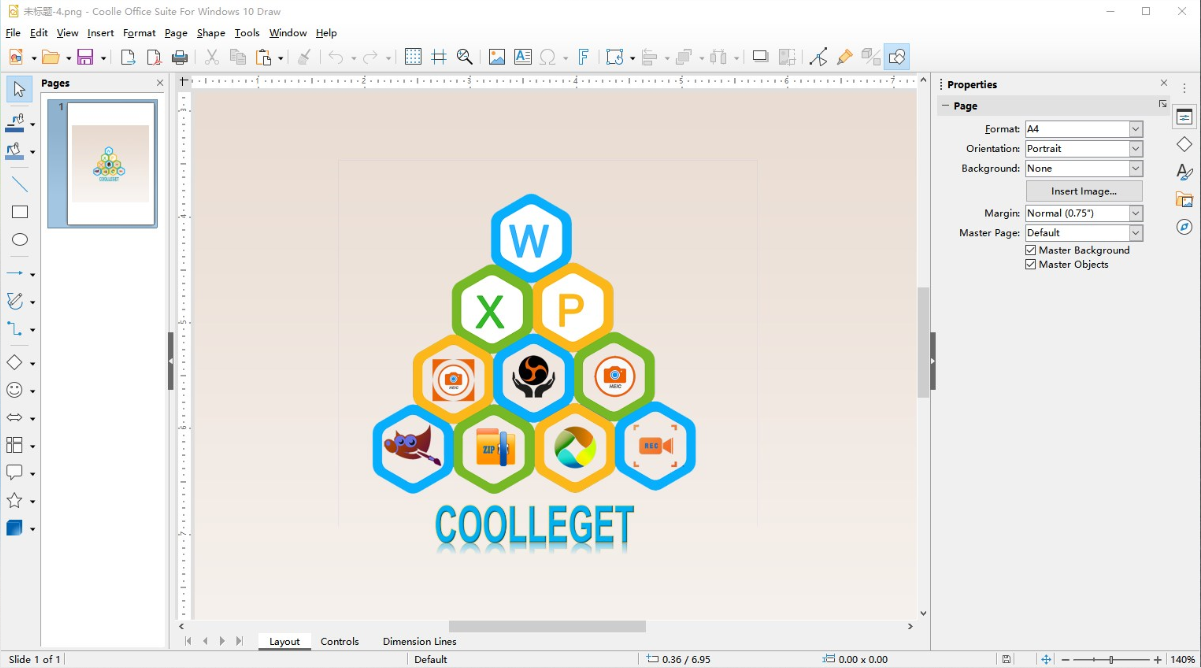 未标题-4.png - Coolle Office Suite For Windows 10 Draw
File Edit View Insert Format Page Shape Tools Window Help
Pages
1
Properties
Page
Format: A4
Orientation: Portrait
Background: None
Insert Image...
Margin: Normal (0.75")
Master Page: Default
Master Background
Master Objects
W
X P
ZIP REC
COOLLEGET
Layout Controls Dimension Lines
Slide 1 of 1 Default 0.36 / 6.95 0.00 x 0.00 140%